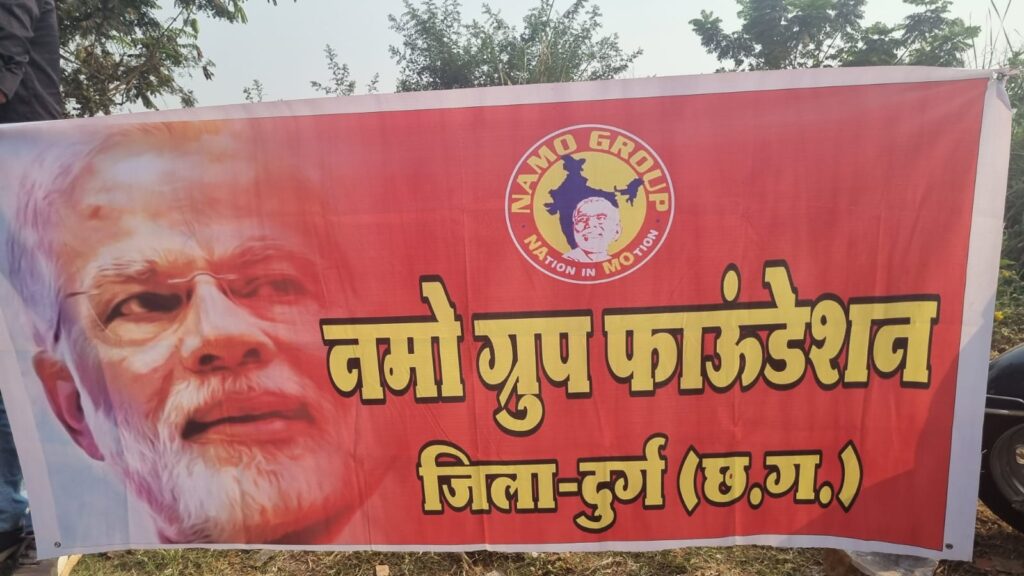 NAMO GROUP
NATION IN MOTION
नमो ग्रुप फाऊंडेशन
जिला-दुर्ग (छ.ग.)